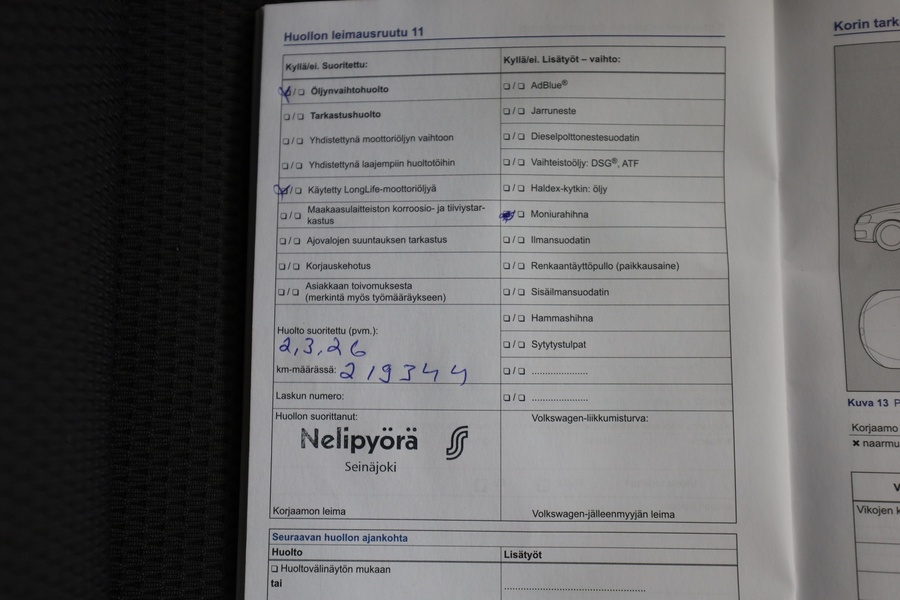 Huollon leimausruutu 11
Kyllä/ei. Suoritettu:
❏/❏ Öljynvaihtohuolto
❏/❏ Tarkastushuolto
❏/❏ Yhdistettynä moottoriöljyn vaihtoon
❏/❏ Yhdistettynä laajempiin huoltotöihin
❏/❏ Käytetty LongLife-moottoriöljyä
❏/❏ Maakaasulaitteiston korroosio- ja tiiviystar-
kastus
❏/❏ Ajovalojen suuntauksen tarkastus
❏/❏ Korjauskehotus
❏/❏ Asiakkaan toivomuksesta
(merkintä myös työmääräykseen)
Huolto suoritettu (pvm.):
2,3,26
km-määrässä: 219344
Laskun numero:
Huollon suorittanut:
Nelipyörä
Seinäjoki
Korjaamon leima
Kyllä/ei. Lisätyöt – vaihto:
❏/❏ AdBlue®
❏/❏ Jarruneste
❏/❏ Dieselpolttonestesuodatin
❏/❏ Vaihteistoöljy: DSG®, ATF
❏/❏ Haldex-kytkin: öljy
❏ Moniurahihna
❏/❏ Ilmansuodatin
❏/❏ Renkaantäyttöpullo (paikkausaine)
❏/❏ Sisäilmansuodatin
❏/❏ Hammashihna
❏/❏ Sytytystulpat
❏/❏ .....................
❏/❏ .....................
Volkswagen-liikkumisturva:
Volkswagen-jälleenmyyjän leima
Seuraavan huollon ajankohta
Huolto
Lisätyöt
❏ Huoltovälinäytön mukaan
tai
Korin tark
Kuva 13 P
Korjaamo
✖ naarmu
V
Vikojen k